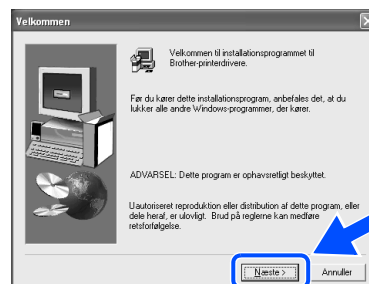 Velkommen
Velkommen til installationsprogrammet til
Brother-printerdrivere.
Før du kører dette installationsprogram, anbefales det, at du
lukker alle andre Windows-programmer, der kører.
ADVARSEL: Dette program er ophavsretligt beskyttet.
Uautoriseret reproduktion eller distribution af dette program, eller
dele heraf, er ulovligt. Brud på reglerne kan medføre
retsforfølgelse.
Næste >
Annuller